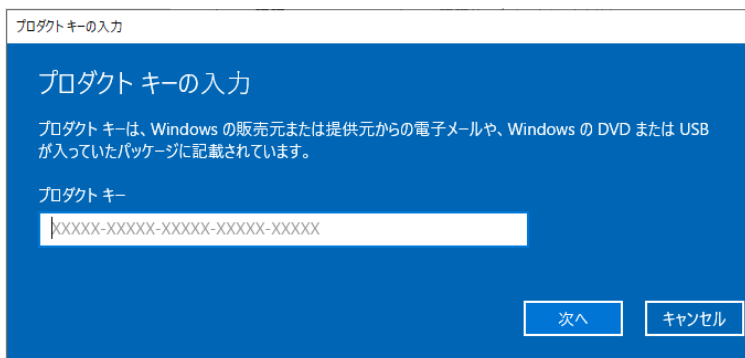 プロダクト キーの入力
プロダクト キーの入力
プロダクト キーは、Windows の販売元または提供元からの電子メールや、Windows の DVD または USB
が入っていたパッケージに記載されています。
プロダクト キー
XXXXX-XXXXX-XXXXX-XXXXX-XXXXX
次へ
キャンセル